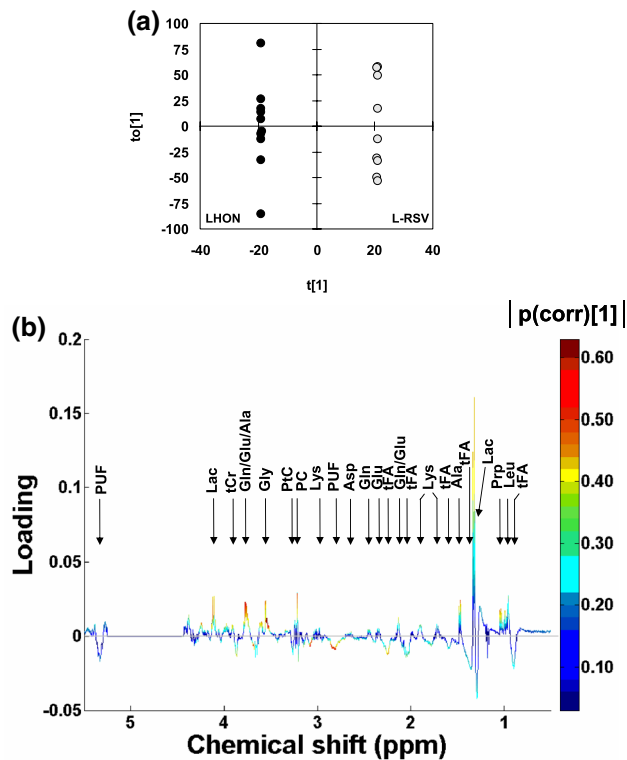 (a)
100
75
50
25
0
-25
-50
-75
-100
to[1]
LHON
L-RSV
-40
-20
0
20
40
t[1]
(b)
| p(corr)[1] |
0.2
0.15
0.1
0.05
0
-0.05
Loading
PUF
Lac
tCr
Gln/Glu/Ala
Gly
PtC
PC
Lys
PUF
Asp
Gln
Glu
tFA
Gln/Glu
tFA
Lys
tFA
Ala
tFA
Lac
Prp
Leu
tFA
0.60
0.50
0.40
0.30
0.20
0.10
5
4
3
2
1
Chemical shift (ppm)